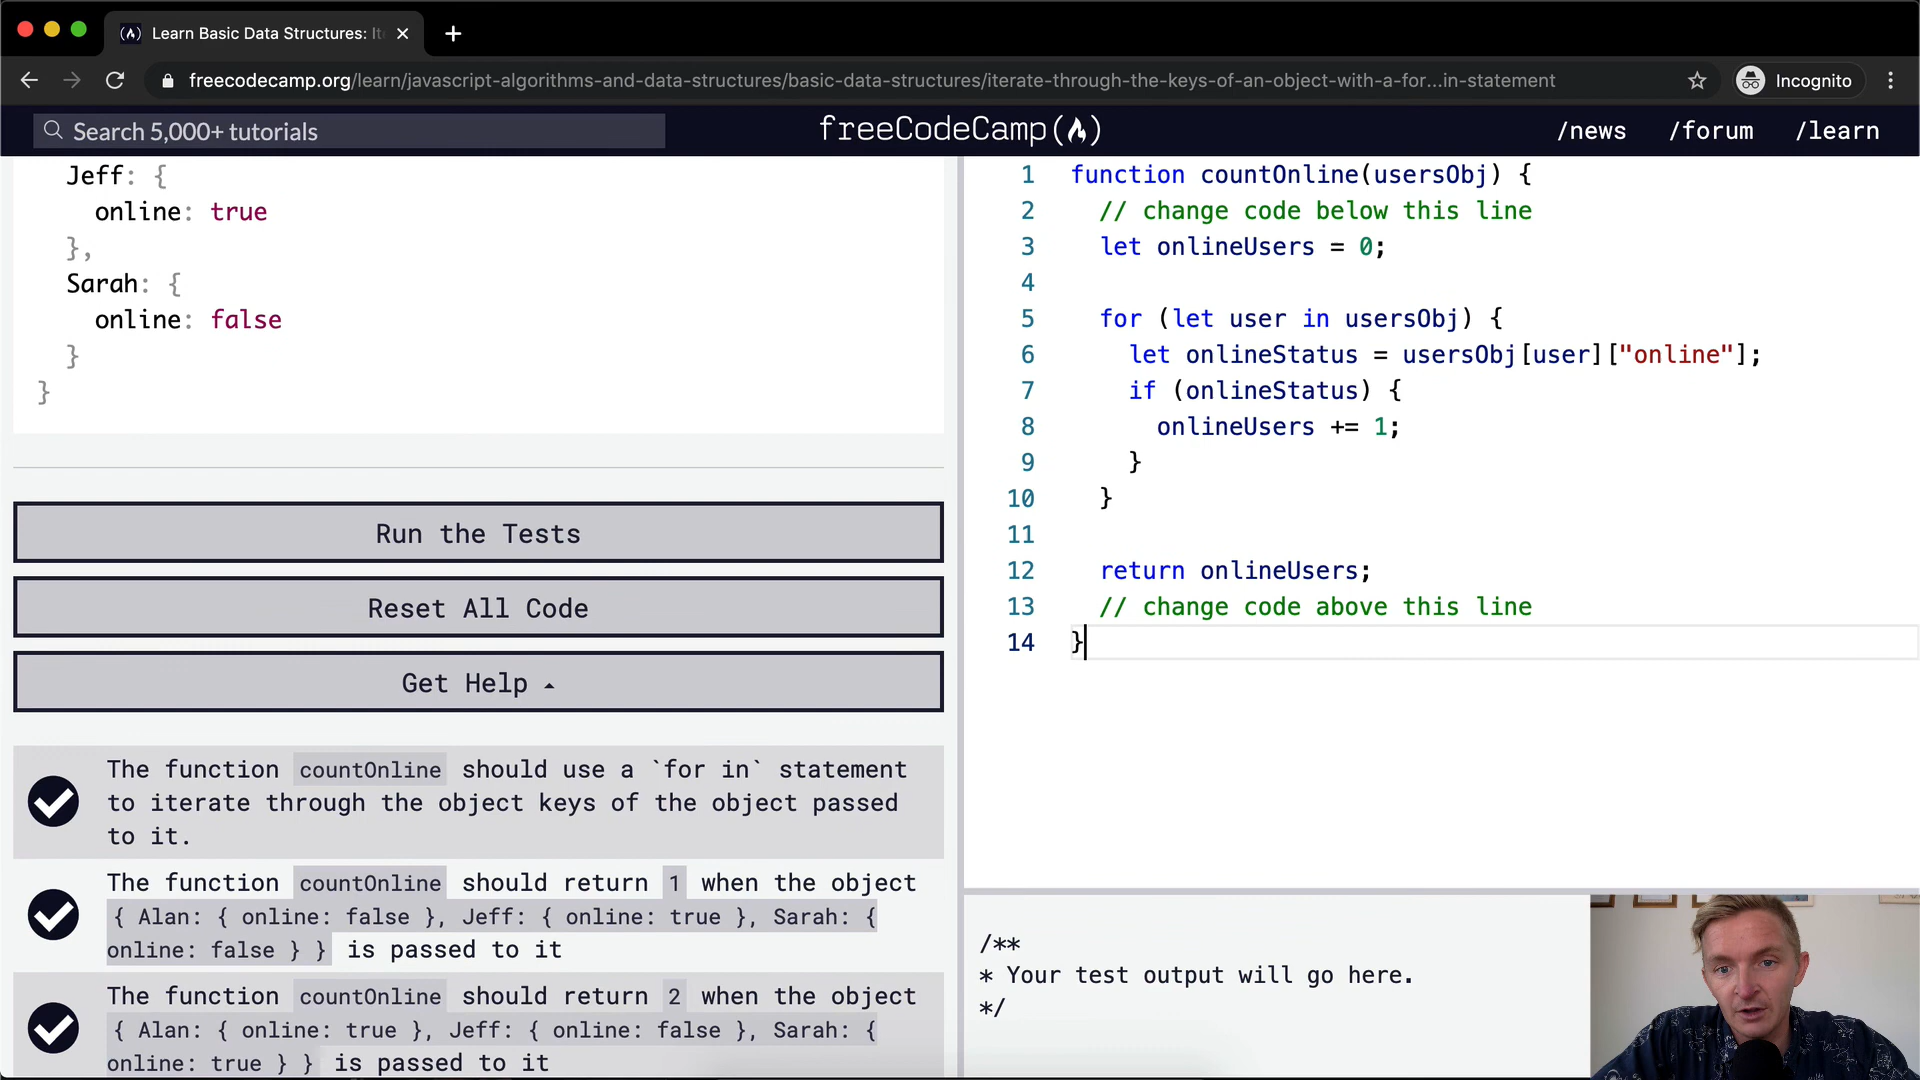 Learn Basic Data Structures: It
freecodecamp.org/learn/javascript-algorithms-and-data-structures/basic-data-structures/iterate-through-the-keys-of-an-object-with-a-for...in-statement
Incognito
Search 5,000+ tutorials
freeCodeCamp(🔥)
/news
/forum
/learn
Jeff: {
online: true
},
Sarah: {
online: false
}
}
Run the Tests
Reset All Code
Get Help
The function countOnline should use a `for in` statement
to iterate through the object keys of the object passed
to it.
The function countOnline should return 1 when the object
{ Alan: { online: false }, Jeff: { online: true }, Sarah: {
online: false } } is passed to it
The function countOnline should return 2 when the object
{ Alan: { online: true }, Jeff: { online: false }, Sarah: {
online: true } } is passed to it
1 function countOnline(usersObj) {
2 // change code below this line
3 let onlineUsers = 0;
4
5 for (let user in usersObj) {
6 let onlineStatus = usersObj[user]["online"];
7 if (onlineStatus) {
8 onlineUsers += 1;
9 }
10 }
11
12 return onlineUsers;
13 // change code above this line
14 }
/**
* Your test output will go here.
*/